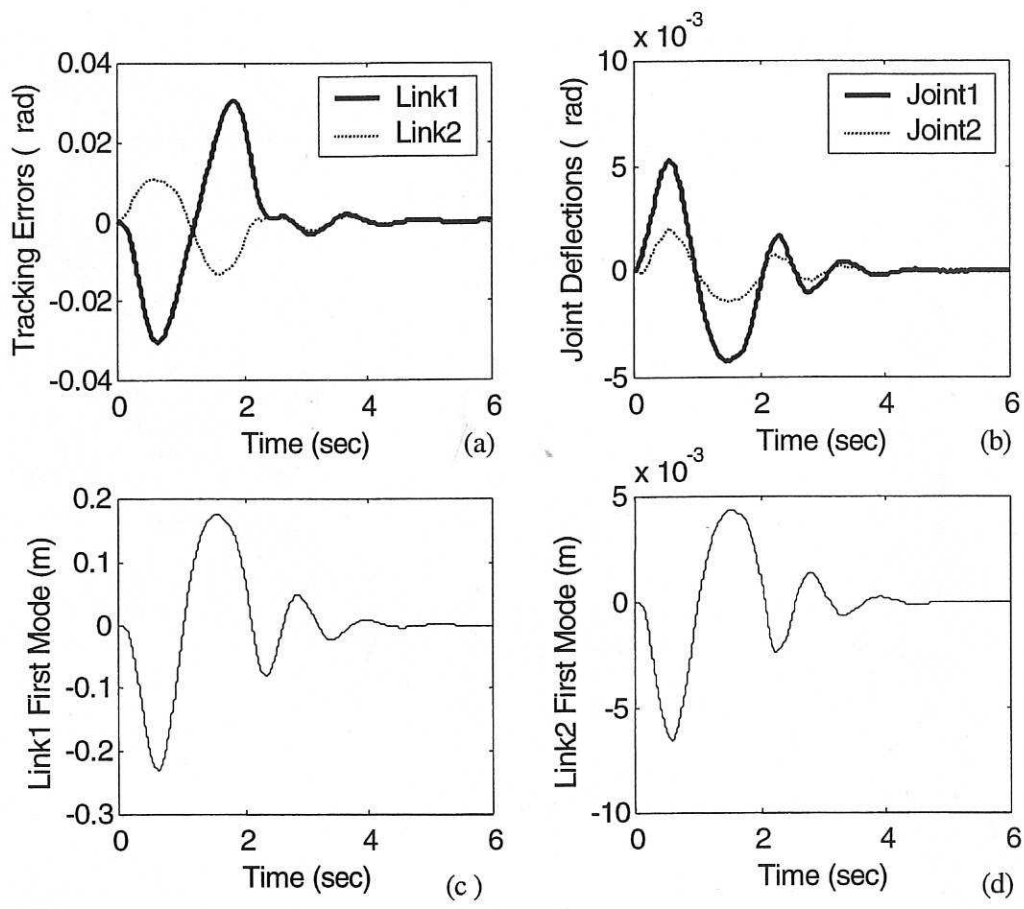 0.04
0.02
0
-0.02
-0.04
Tracking Errors ( rad)
Link1
Link2
0 2 4 6
Time (sec)
(a)
x 10-3
10
5
0
-5
Joint Deflections ( rad)
Joint1
Joint2
0 2 4 6
Time (sec)
(b)
0.2
0.1
0
-0.1
-0.2
-0.3
Link1 First Mode (m)
0 2 4 6
Time (sec)
(c )
x 10-3
5
0
-5
-10
Link2 First Mode (m)
0 2 4 6
Time (sec)
(d)